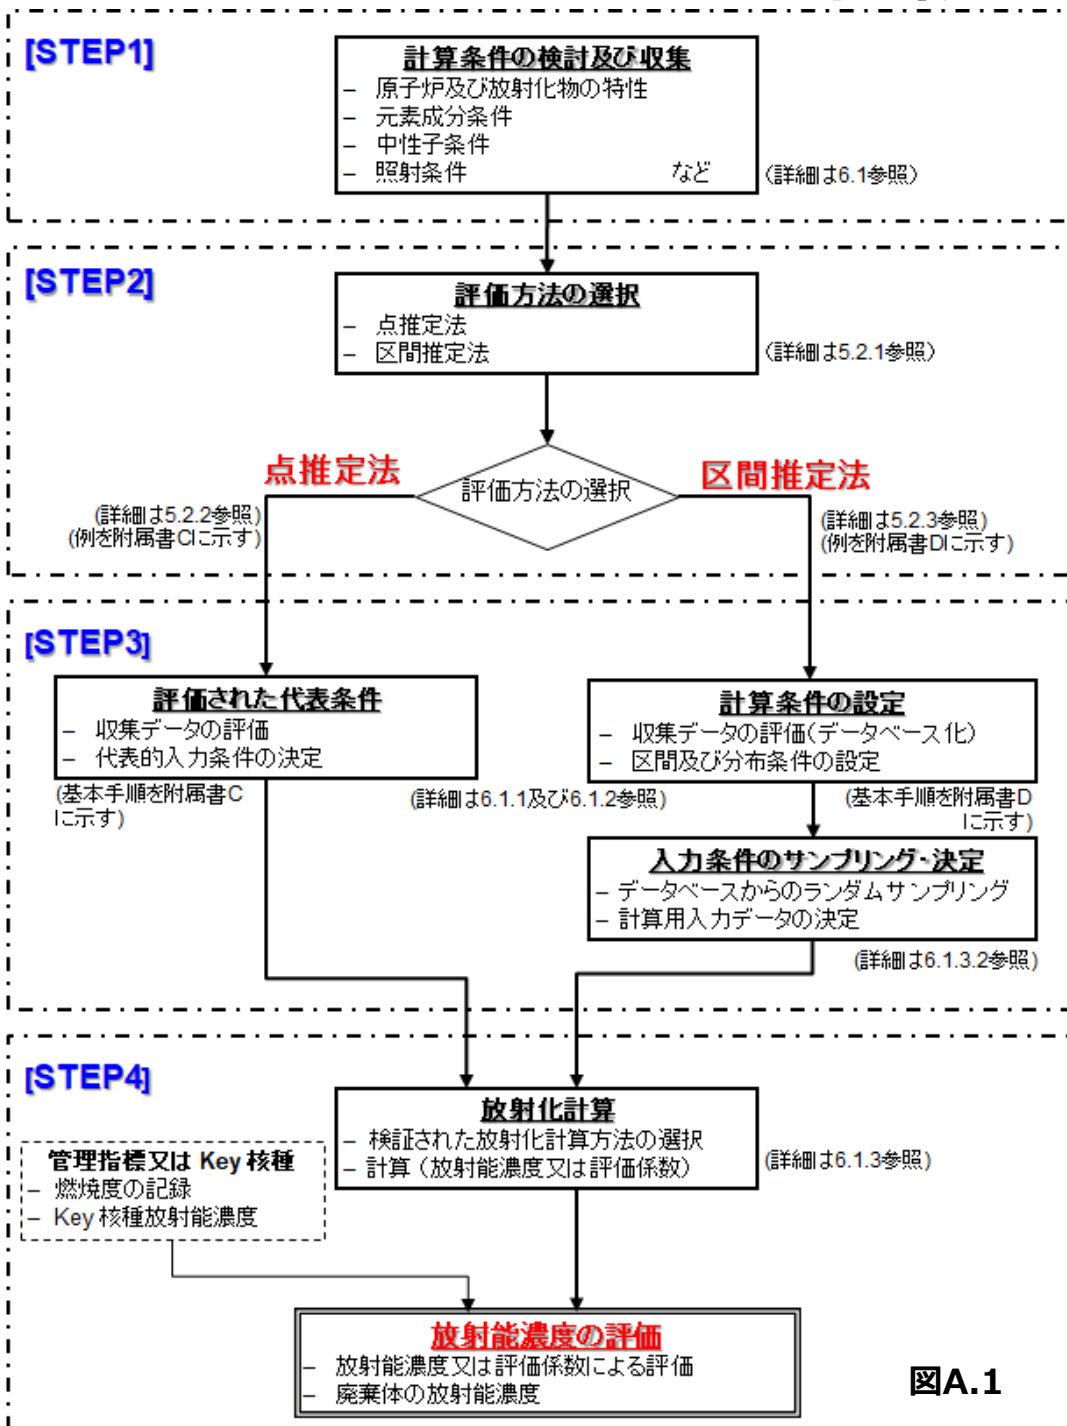 [STEP1]
計算条件の検討及び収集
– 原子炉及び放射化物の特性
– 元素成分条件
– 中性子条件
– 照射条件 など
(詳細は6.1参照)
[STEP2]
評価方法の選択
– 点推定法
– 区間推定法
(詳細は5.2.1参照)
評価方法の選択
点推定法
(詳細は5.2.2参照)
(例を附属書Cに示す)
区間推定法
(詳細は5.2.3参照)
(例を附属書Dに示す)
[STEP3]
評価された代表条件
– 収集データの評価
– 代表的入力条件の決定
(基本手順を附属書C
に示す)
(詳細は6.1.1及び6.1.2参照)
計算条件の設定
– 収集データの評価(データベース化)
– 区間及び分布条件の設定
(基本手順を附属書D
に示す)
入力条件のサンプリング・決定
– データベースからのランダムサンプリング
– 計算用入力データの決定
(詳細は6.1.3.2参照)
[STEP4]
放射化計算
– 検証された放射化計算方法の選択
– 計算(放射能濃度又は評価係数)
(詳細は6.1.3参照)
管理指標又は Key 核種
– 燃焼度の記録
– Key 核種放射能濃度
放射能濃度の評価
– 放射能濃度又は評価係数による評価
– 廃棄体の放射能濃度
図A.1